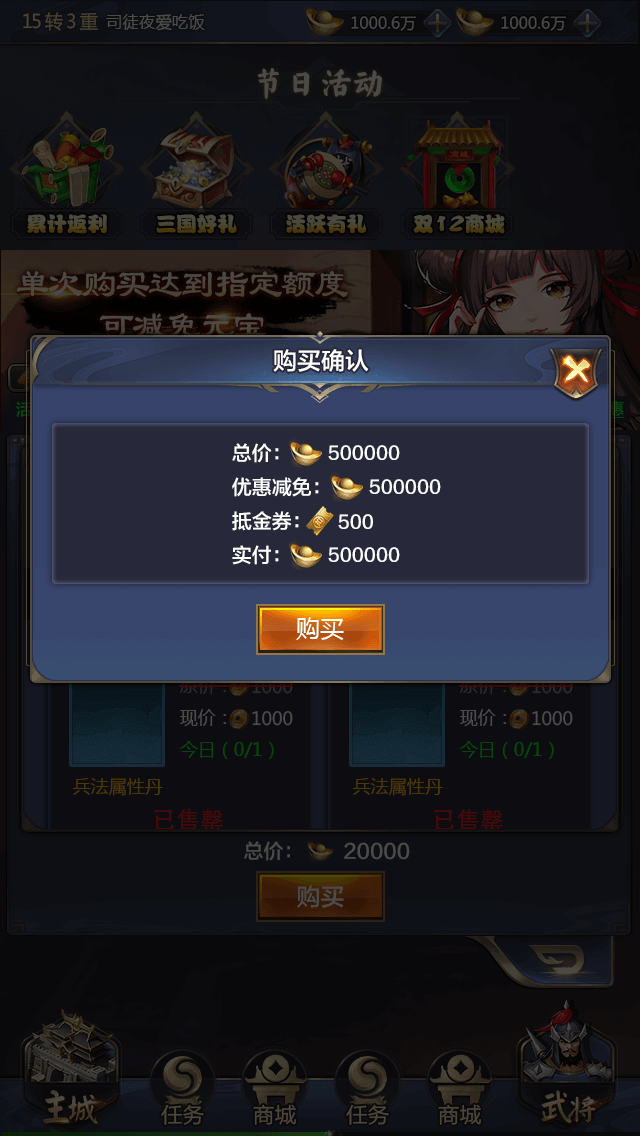 15转3重 司徒夜爱吃饭 1000.6万 1000.6万
节日活动
累计返利 三国好礼 活跃有礼 双12商城
单次购买达到指定额度
可减免元宝
购买确认
活 惠
总价： 500000
优惠减免： 500000
抵金券： 500
实付： 500000
购买
原价： 1000 原价： 1000
现价： 1000 现价： 1000
今日（0/1） 今日（0/1）
兵法属性丹 兵法属性丹
已售罄 已售罄
总价： 20000
购买
主城 任务 商城 任务 商城 武将